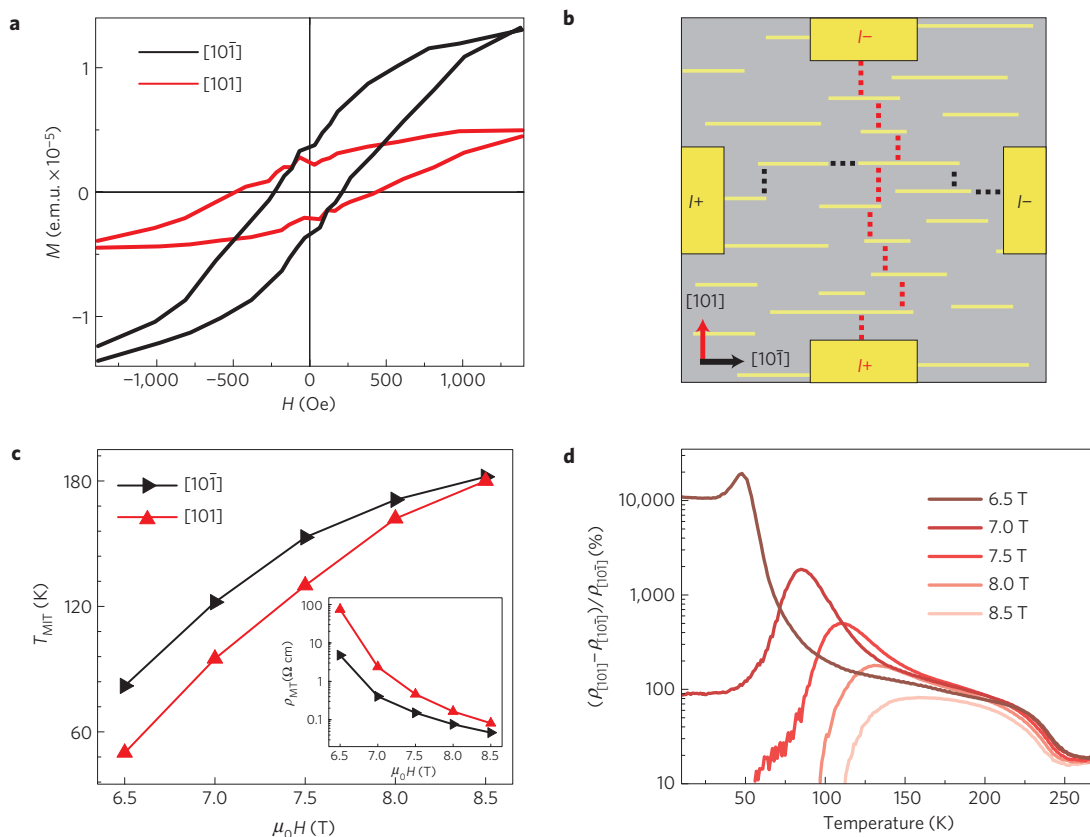 a
[101̄]
[101]
1
0
−1
M (e.m.u. × 10⁻⁵)
−1,000
−500
0
500
1,000
H (Oe)
b
I−
I+
I−
[101]
[101̄]
I+
c
[101̄]
[101]
180
120
60
T_MIT (K)
6.5
7.0
7.5
8.0
8.5
μ₀H (T)
100
10
1
0.1
ρ_MT(Ω cm)
6.5
7.0
7.5
8.0
8.5
μ₀H (T)
d
10,000
1,000
100
10
(ρ[101]− ρ[101̄])/ρ[101̄] (%)
6.5 T
7.0 T
7.5 T
8.0 T
8.5 T
50
100
150
200
250
Temperature (K)